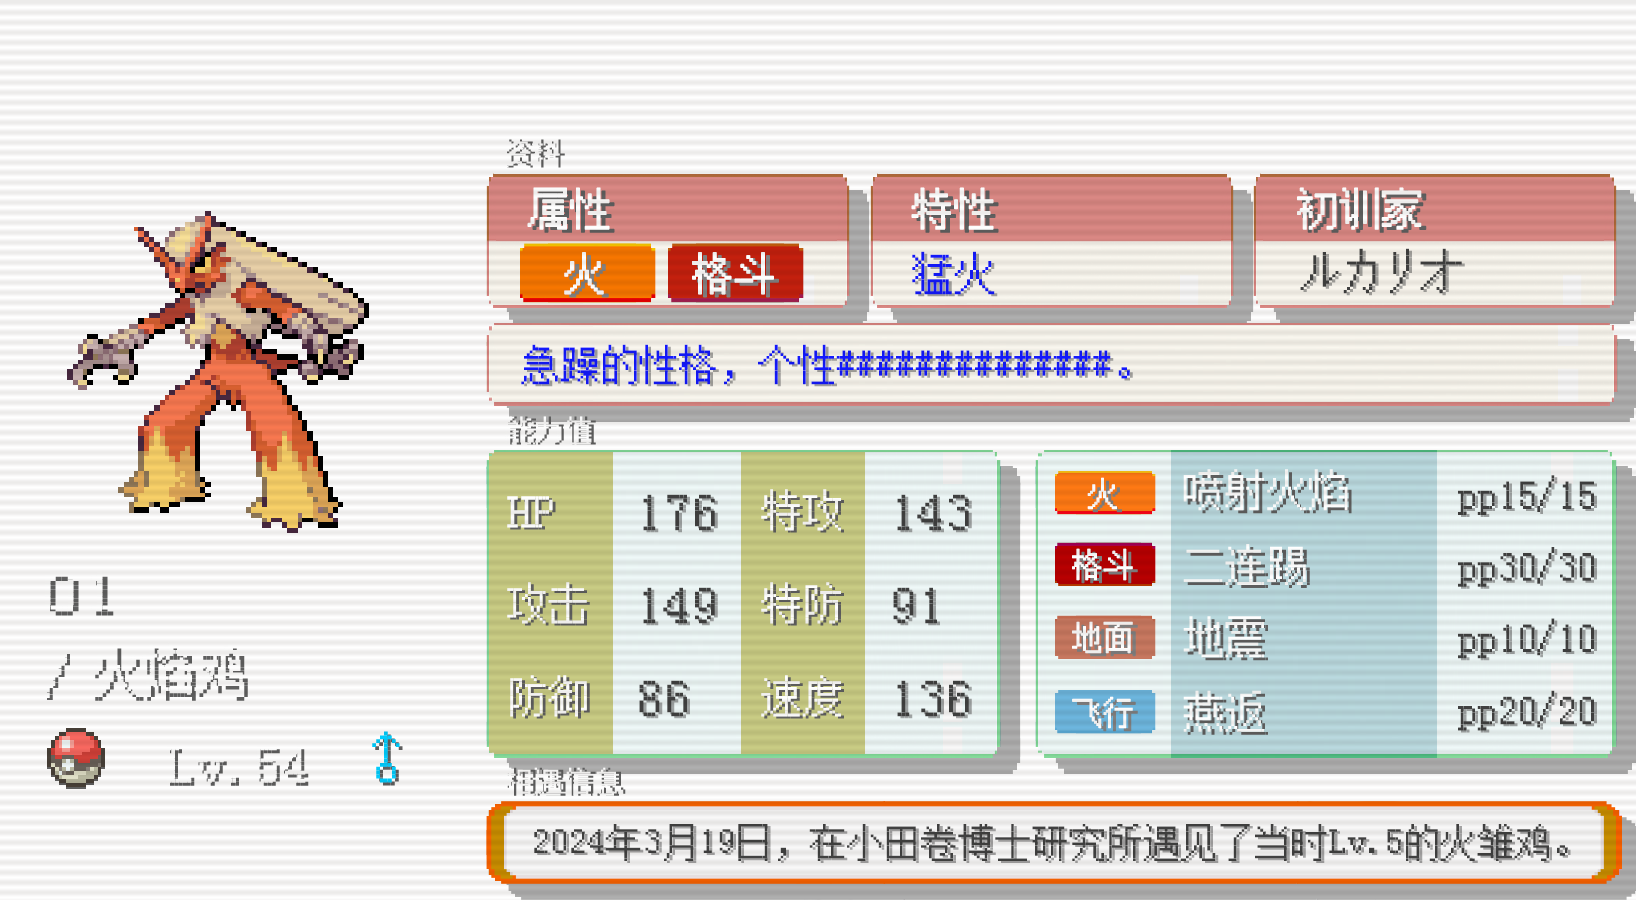 资料
属性 特性 初训家
火 格斗 猛火 ルカリオ
急躁的性格，个性##############。
能力值
HP 176 特攻 143
攻击 149 特防 91
防御 86 速度 136
火 喷射火焰 pp15/15
格斗 二连踢 pp30/30
地面 地震 pp10/10
飞行 燕返 pp20/20
01
/ 火焰鸡
Lv.54 ♂
相遇信息
2024年3月19日，在小田卷博士研究所遇见了当时Lv.5的火雏鸡。